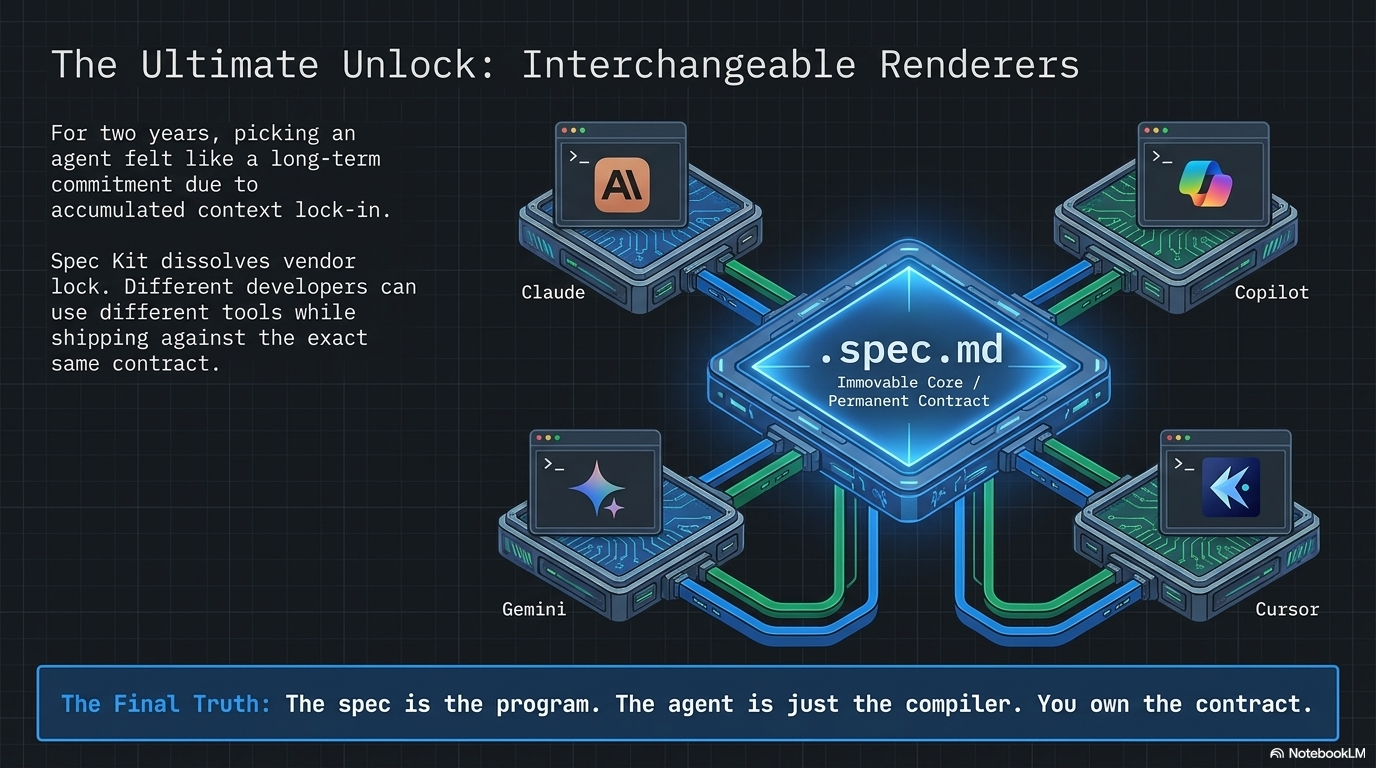 The Ultimate Unlock: Interchangeable Renderers
For two years, picking an
agent felt like a long-term
commitment due to
accumulated context lock-in.
Spec Kit dissolves vendor
lock. Different developers can
use different tools while
shipping against the exact
same contract.
>_
AI
Claude
>_
Copilot
.spec.md
Immovable Core /
Permanent Contract
>_
Gemini
>_
Cursor
The Final Truth: The spec is the program. The agent is just the compiler. You own the contract.
NotebookLM